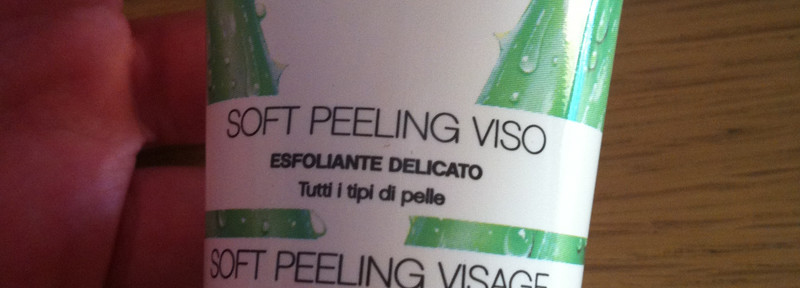 SOFT PEELING VISO
ESFOLIANTE DELICATO
Tutti i tipi di pelle
SOFT PEELING VISAGE